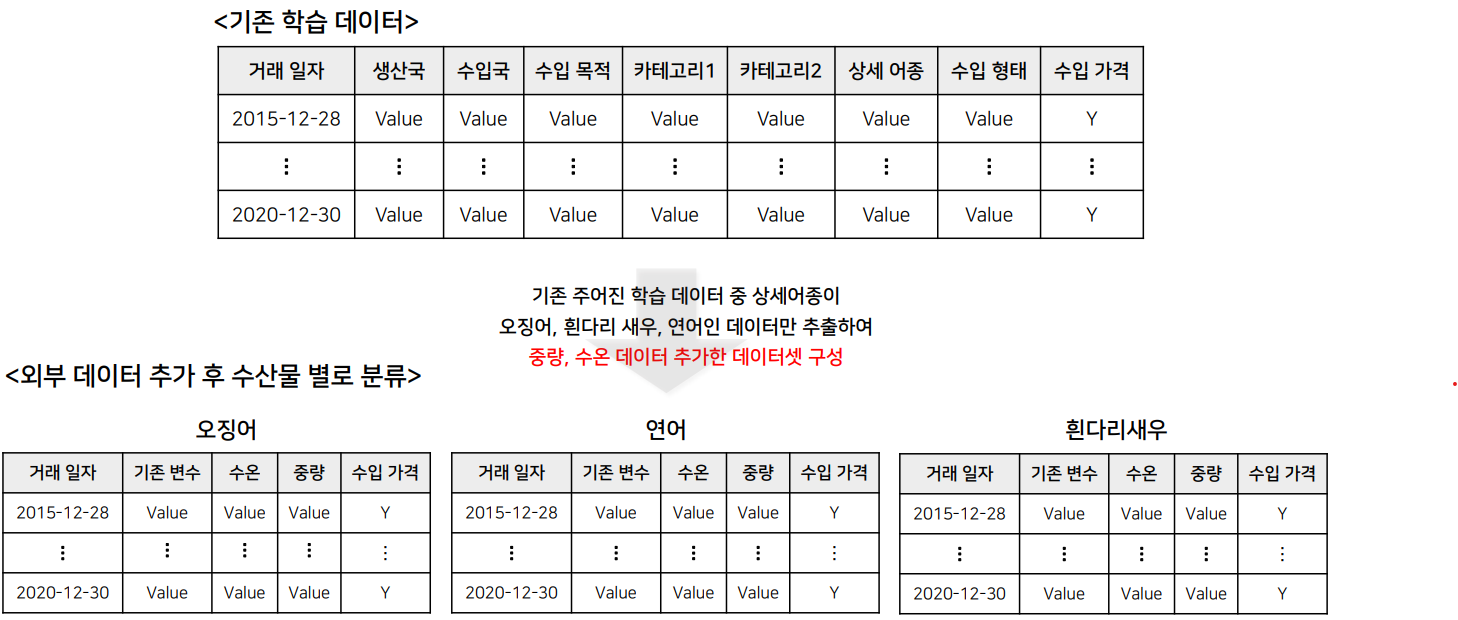 <기존 학습 데이터>
거래 일자 생산국 수입국 수입 목적 카테고리1 카테고리2 상세 어종 수입 형태 수입 가격
2015-12-28 Value Value Value Value Value Value Value Y
⋮ ⋮ ⋮ ⋮ ⋮ ⋮ ⋮ ⋮ ⋮
2020-12-30 Value Value Value Value Value Value Value Y
기존 주어진 학습 데이터 중 상세어종이
오징어, 흰다리 새우, 연어인 데이터만 추출하여
중량, 수온 데이터 추가한 데이터셋 구성
<외부 데이터 추가 후 수산물 별로 분류>
오징어
거래 일자 기존 변수 수온 중량 수입 가격
2015-12-28 Value Value Value Y
⋮ ⋮ ⋮ ⋮ ⋮
2020-12-30 Value Value Value Y
연어
거래 일자 기존 변수 수온 중량 수입 가격
2015-12-28 Value Value Value Y
⋮ ⋮ ⋮ ⋮ ⋮
2020-12-30 Value Value Value Y
흰다리새우
거래 일자 기존 변수 수온 중량 수입 가격
2015-12-28 Value Value Value Y
⋮ ⋮ ⋮ ⋮ ⋮
2020-12-30 Value Value Value Y